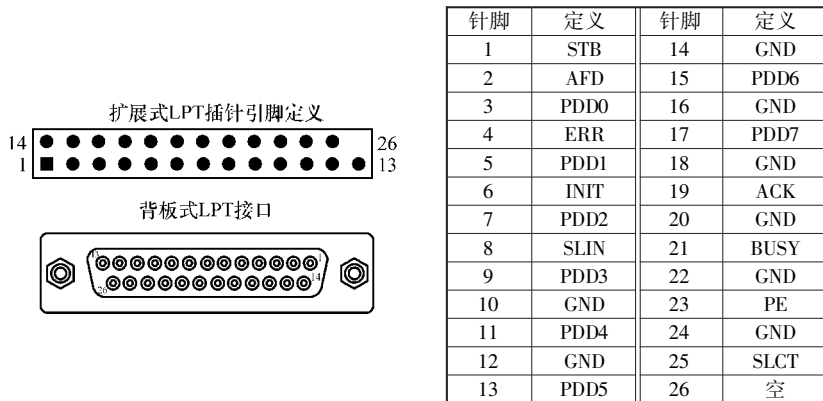 扩展式LPT插针引脚定义
14 26
1 13
背板式LPT接口
13 1
26 14
针脚 定义 针脚 定义
1 STB 14 GND
2 AFD 15 PDD6
3 PDD0 16 GND
4 ERR 17 PDD7
5 PDD1 18 GND
6 INIT 19 ACK
7 PDD2 20 GND
8 SLIN 21 BUSY
9 PDD3 22 GND
10 GND 23 PE
11 PDD4 24 GND
12 GND 25 SLCT
13 PDD5 26 空